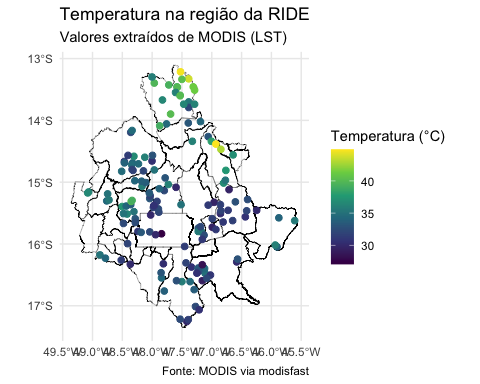 Temperatura na região da RIDE
Valores extraídos de MODIS (LST)
13°S
14°S
15°S
16°S
17°S
49.5°W 49.0°W 48.5°W 48.0°W 47.5°W 47.0°W 46.5°W 46.0°W 45.5°W
Temperatura (°C)
40
35
30
Fonte: MODIS via modisfast